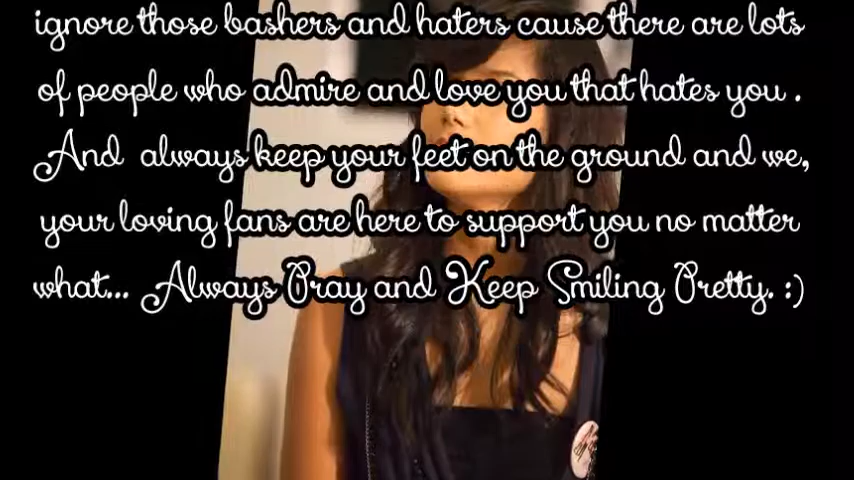 ignore those bashers and haters cause there are lots
of people who admire and love you that hates you .
And always keep your feet on the ground and we,
your loving fans are here to support you no matter
what... Always Pray and Keep Smiling Pretty. :)